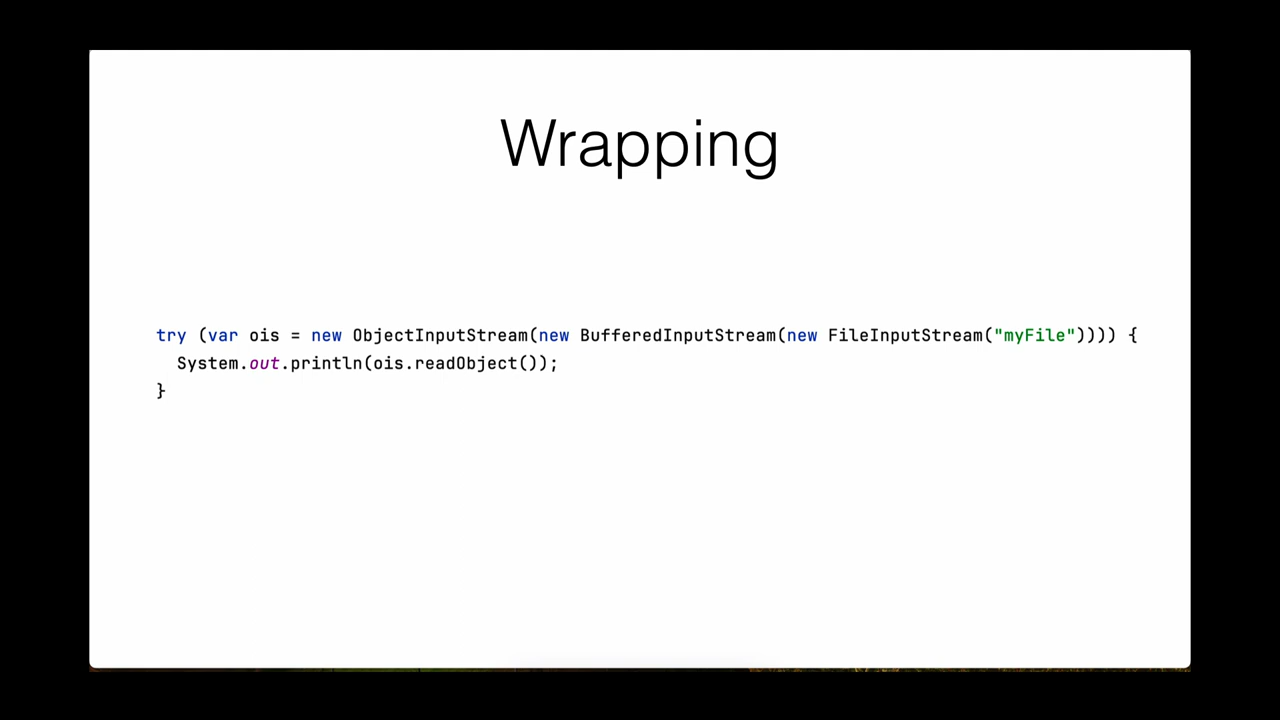 Wrapping
try (var ois = new ObjectInputStream(new BufferedInputStream(new FileInputStream("myFile")))) {
System.out.println(ois.readObject());
}